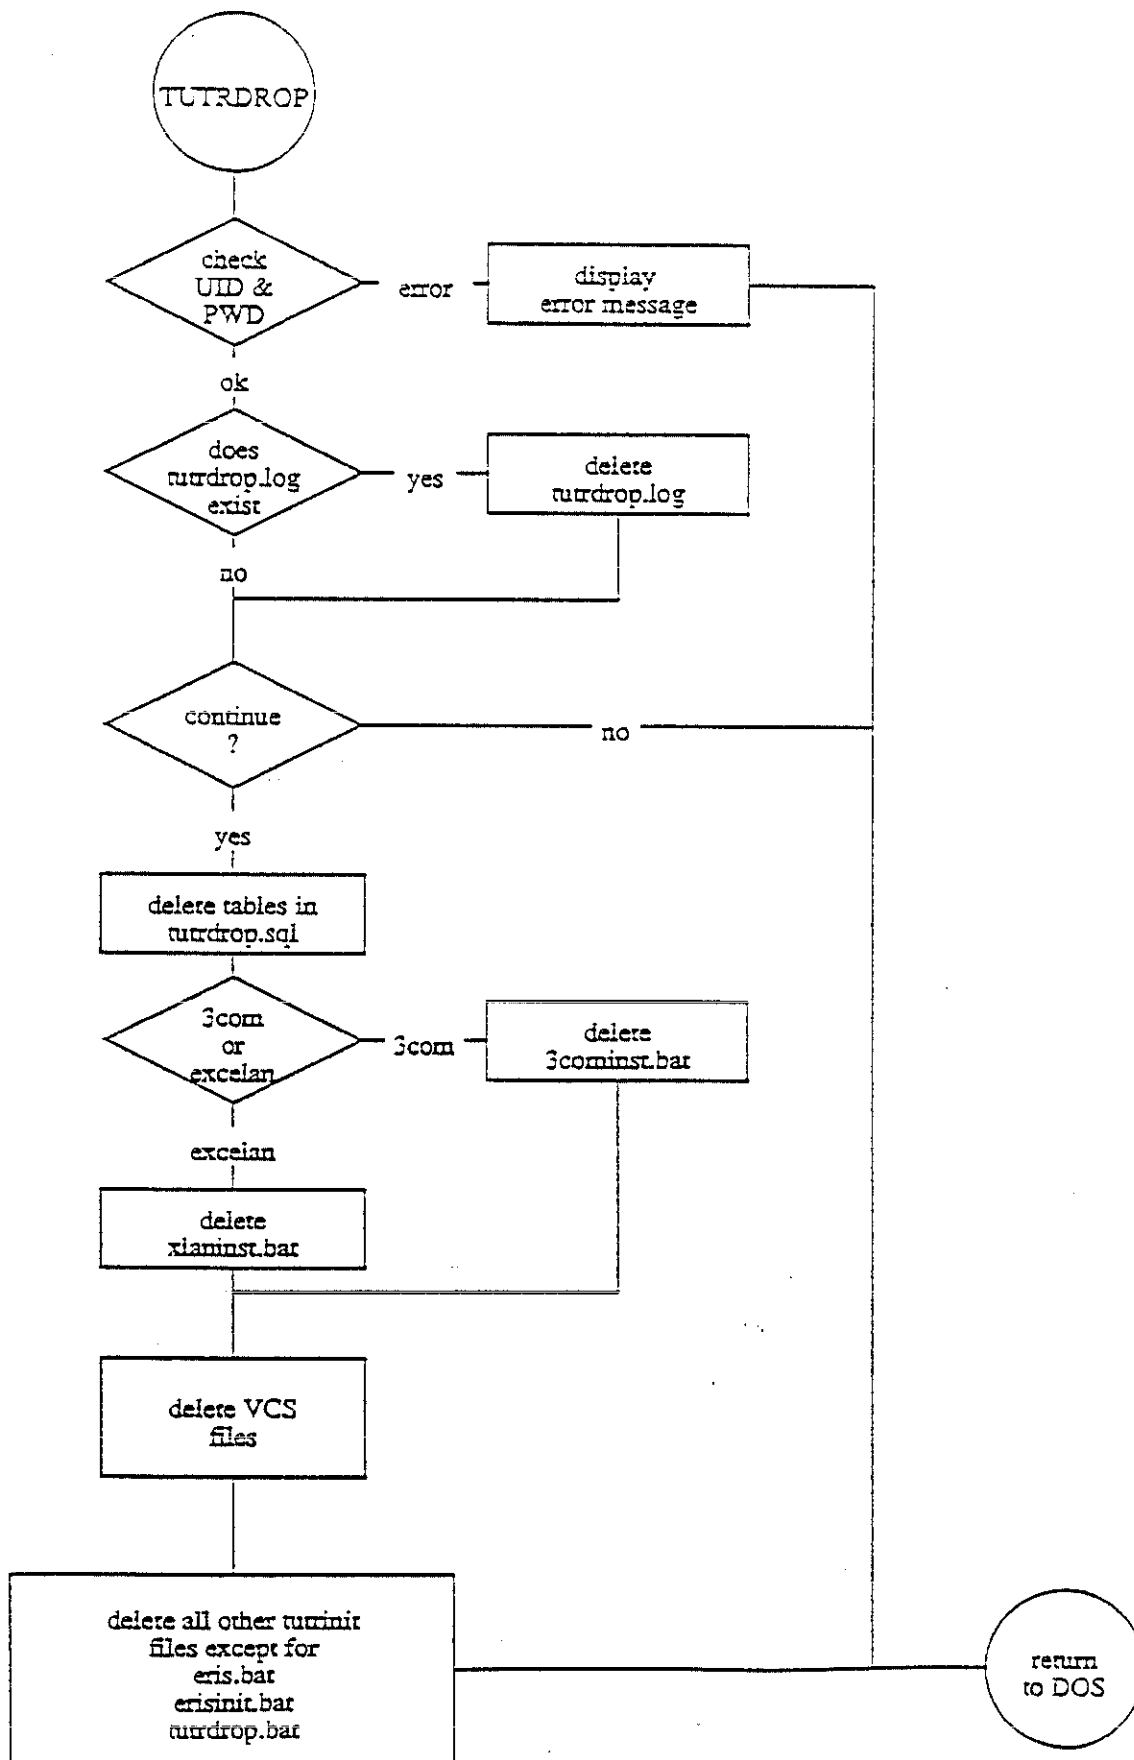 TUTRDROP
check
UID &
PWD
error
display
error message
ok
does
tutrdrop.log
exist
yes
delete
tutrdrop.log
no
continue
?
no
yes
delete tables in
tutrdrop.sql
3com
or
excelan
3com
delete
3cominst.bat
excelan
delete
xlaninst.bat
delete VCS
files
delete all other tutrinit
files except for
eris.bat
erisinit.bat
tutrdrop.bat
return
to DOS